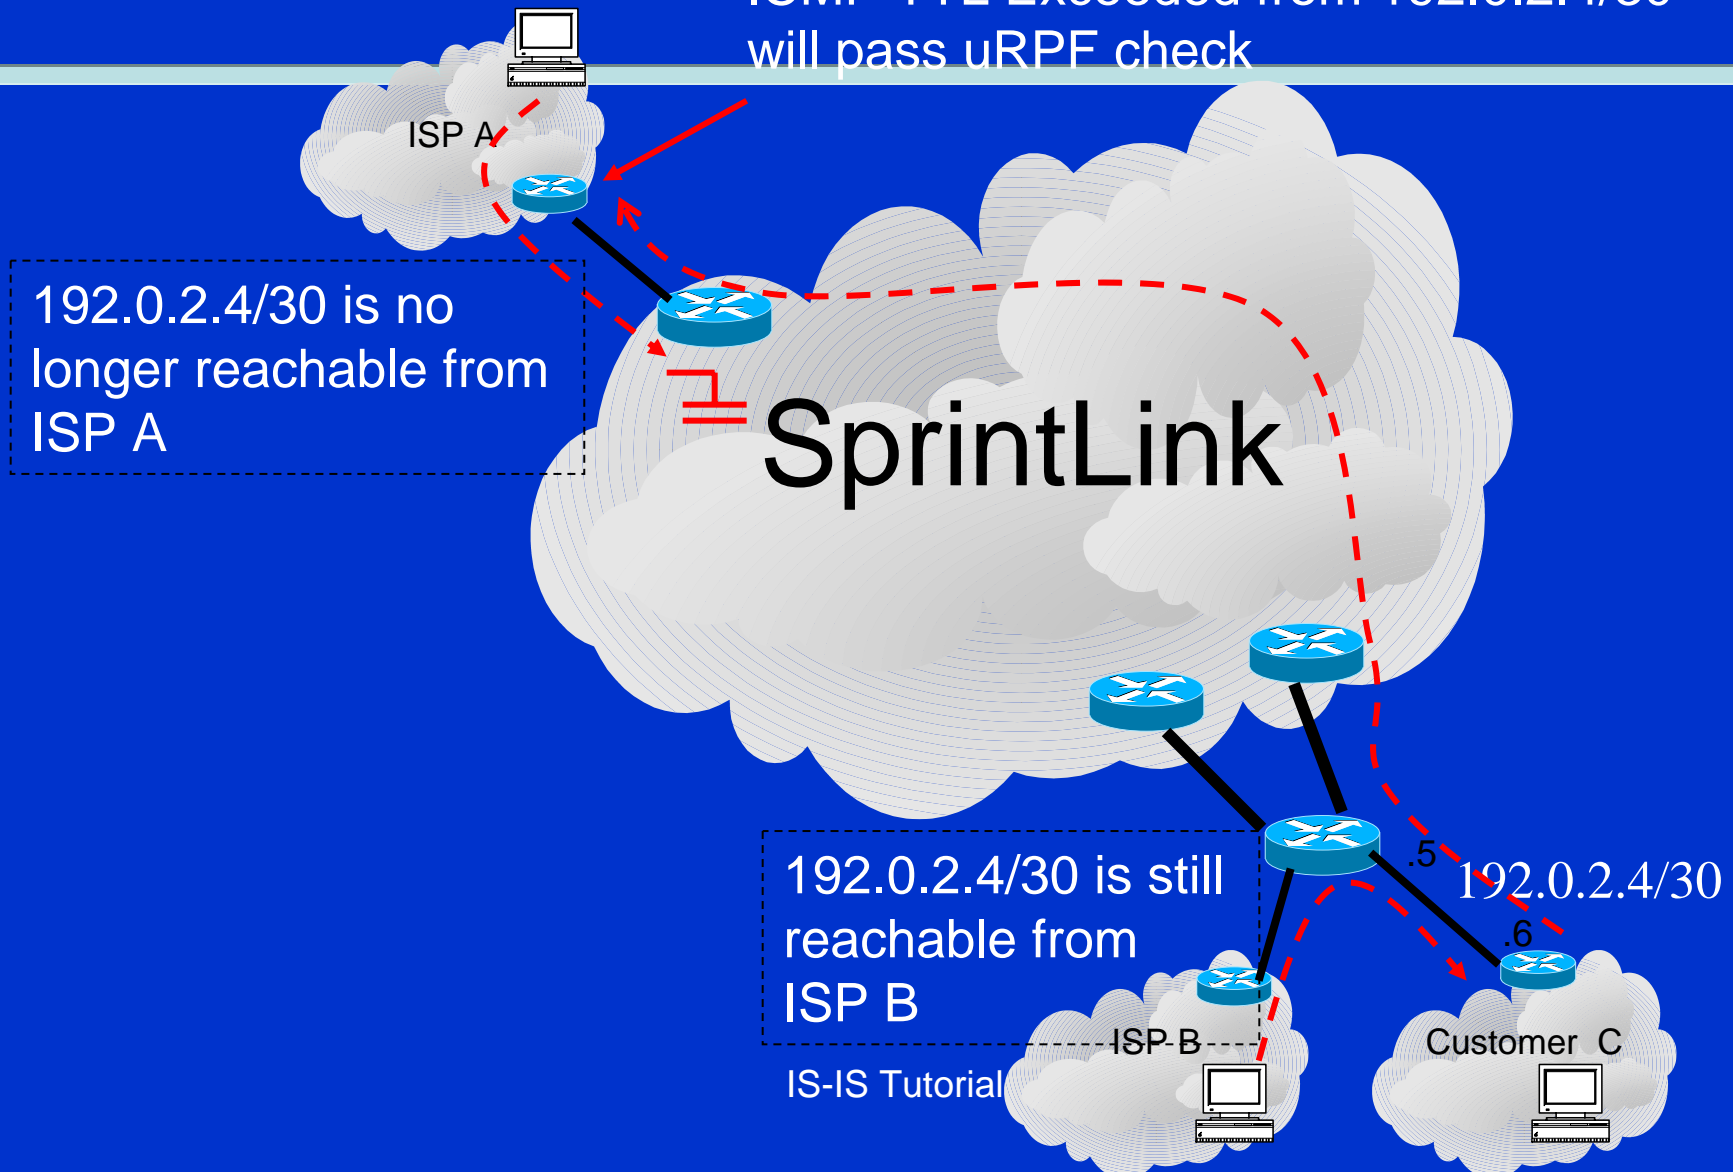 will pass uRPF check
ISP A
192.0.2.4/30 is no
longer reachable from
ISP A
SprintLink
.5
192.0.2.4/30
.6
192.0.2.4/30 is still
reachable from
ISP B
ISP B
Customer C
IS-IS Tutorial